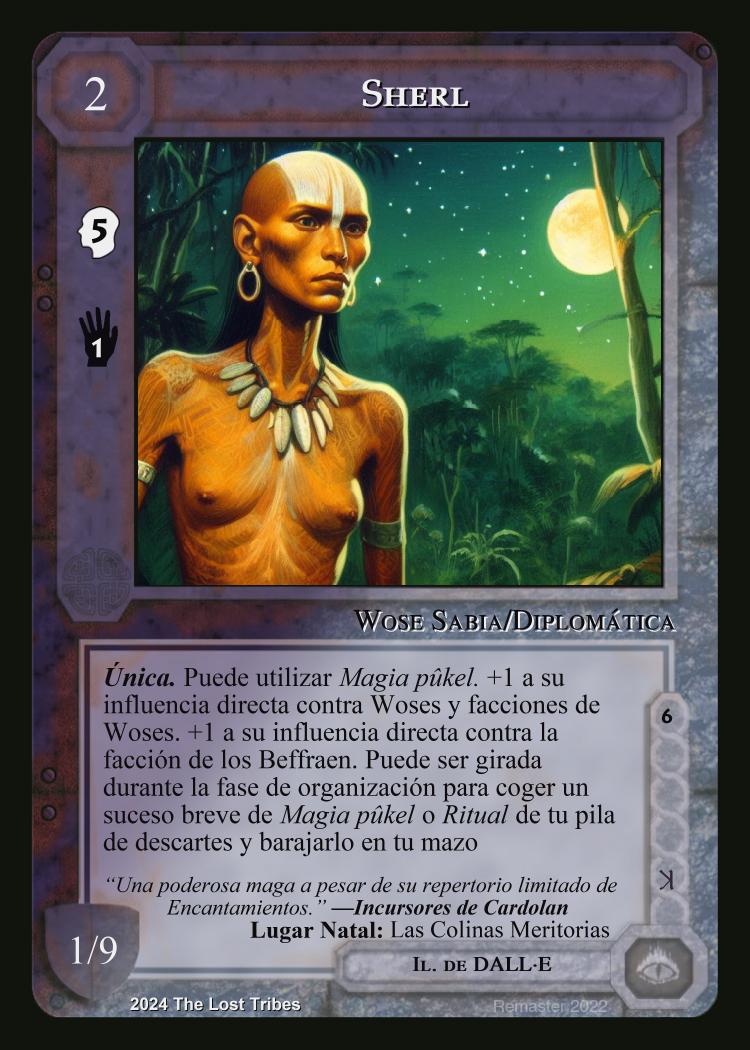 2
Sherl
5
1
Wose Sabia/Diplomática
Única. Puede utilizar Magia pûkel. +1 a su
influencia directa contra Woses y facciones de
Woses. +1 a su influencia directa contra la
facción de los Beffraen. Puede ser girada
durante la fase de organización para coger un
suceso breve de Magia pûkel o Ritual de tu pila
de descartes y barajarlo en tu mazo
6
“Una poderosa maga a pesar de su repertorio limitado de
Encantamientos.” —Incursores de Cardolan
Lugar Natal: Las Colinas Meritorias
1/9
Il. de DALL·E
2024 The Lost Tribes
Remaster 2022